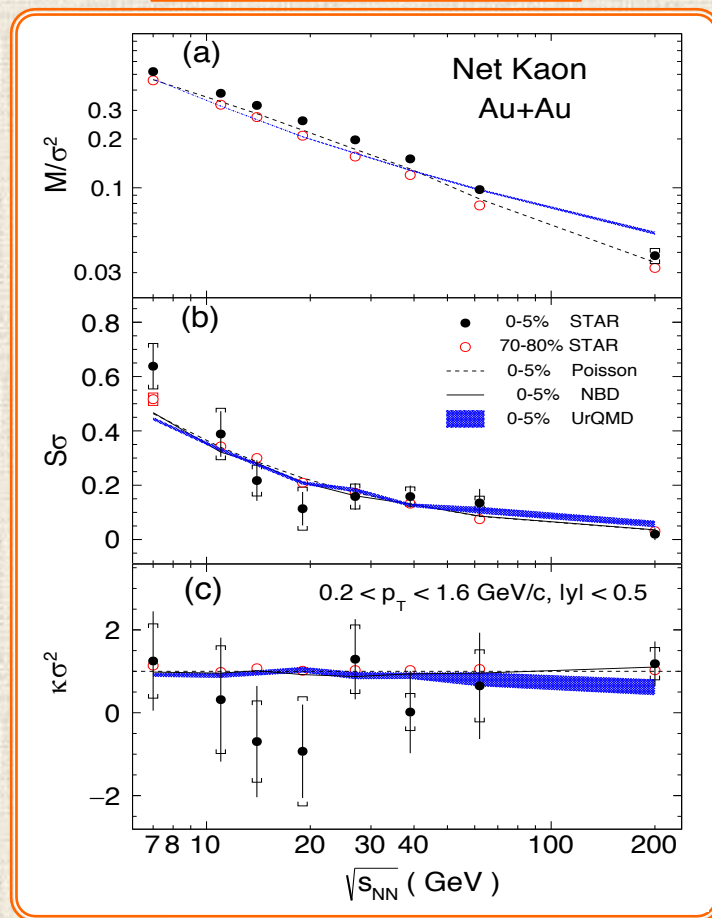 (a)
Net Kaon
Au+Au
M/σ²
0.3
0.2
0.1
0.03
(b)
0-5% STAR
70-80% STAR
0-5% Poisson
0-5% NBD
0-5% UrQMD
Sσ
0.8
0.6
0.4
0.2
0
(c)
0.2 < p_T < 1.6 GeV/c, |y| < 0.5
κσ²
2
0
−2
7 8 10 20 30 40 100 200
√s_NN ( GeV )